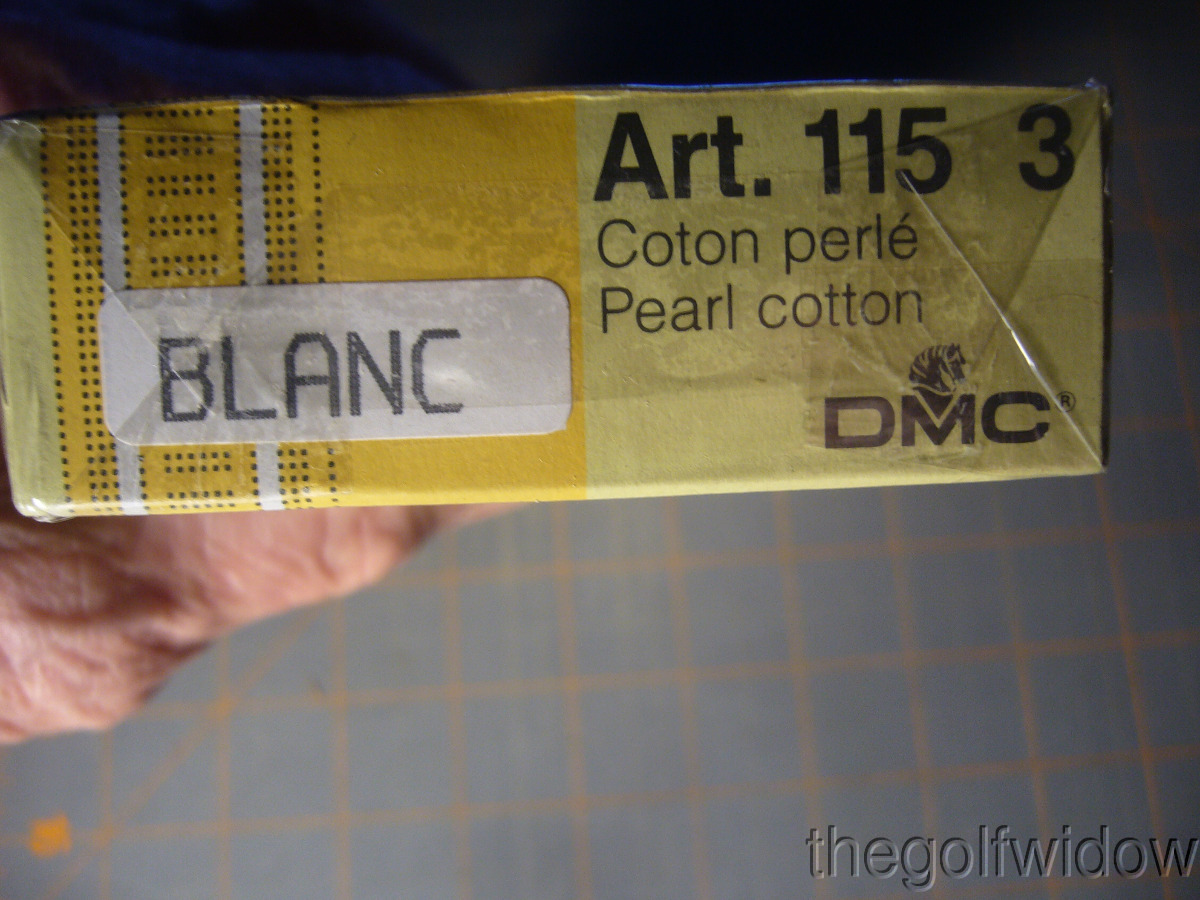 Art. 115 3
Coton perlé
Pearl cotton
BLANC
DMC®
thegolfwidow